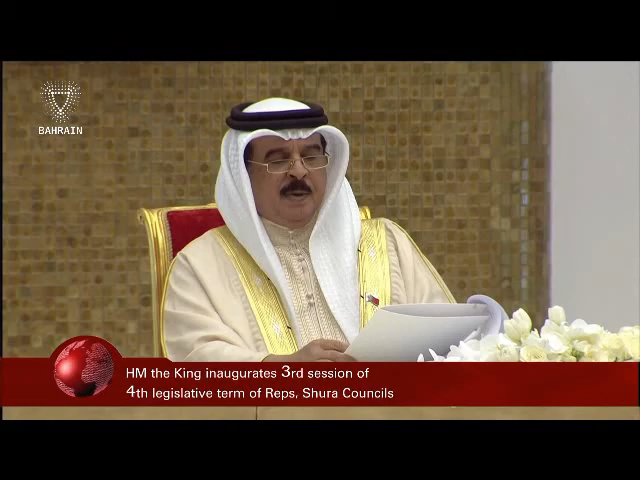 BAHRAIN
HM the King inaugurates 3rd session of
4th legislative term of Reps, Shura Councils